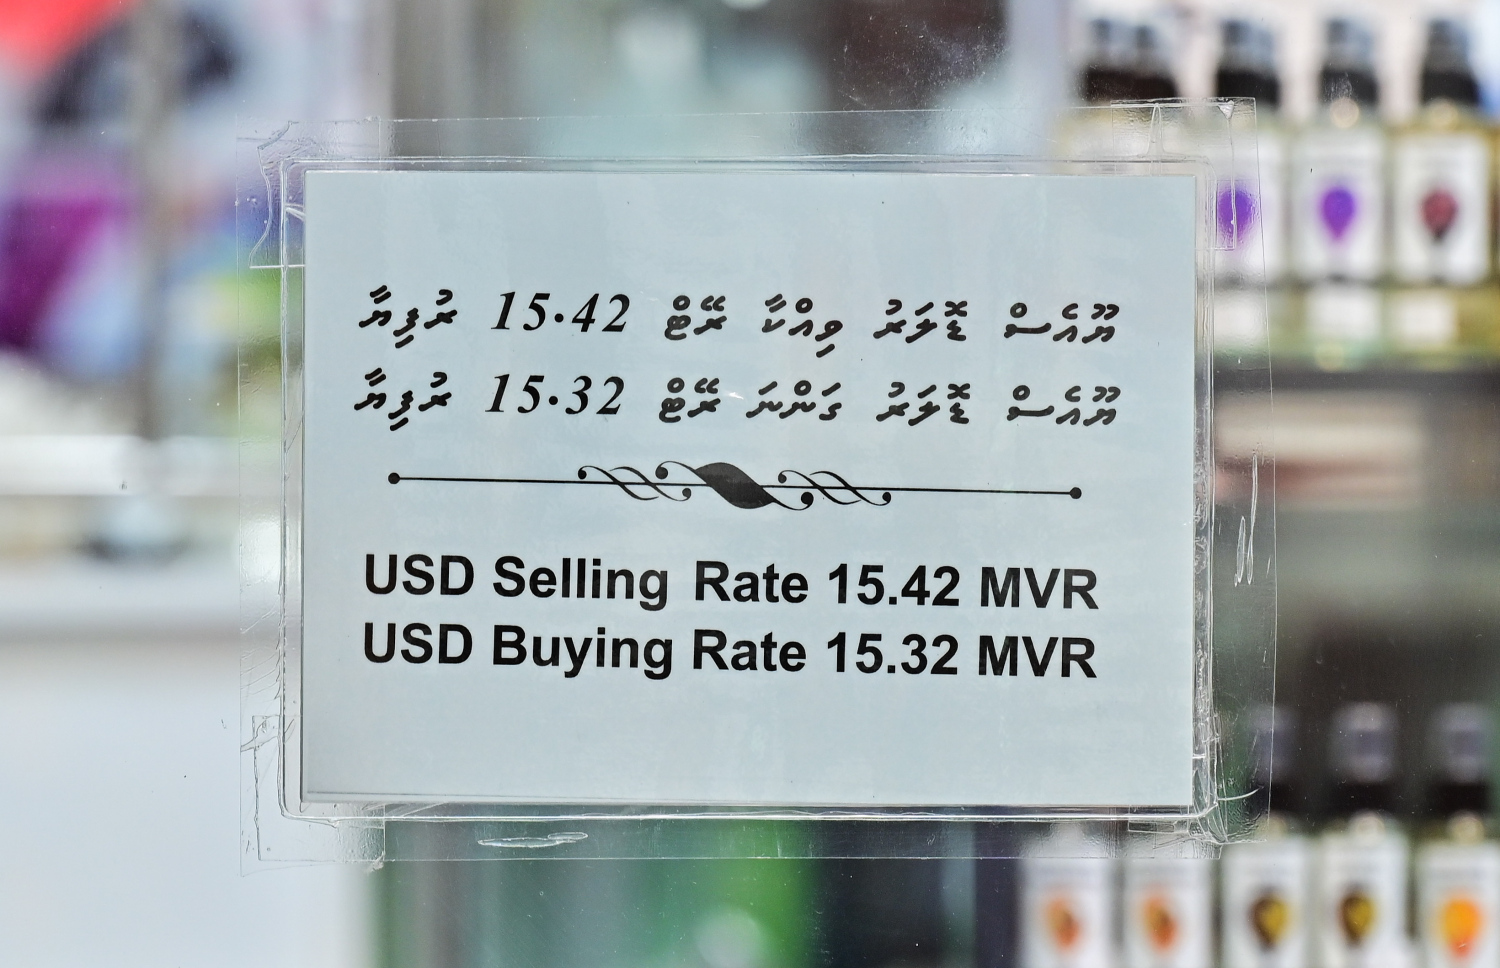 ޔޫއެސް ޑޮލަރު ވިއްކާ ރޭޓް 15.42 ރުފިޔާ
ޔޫއެސް ޑޮލަރު ގަންނަ ރޭޓް 15.32 ރުފިޔާ
USD Selling Rate 15.42 MVR
USD Buying Rate 15.32 MVR